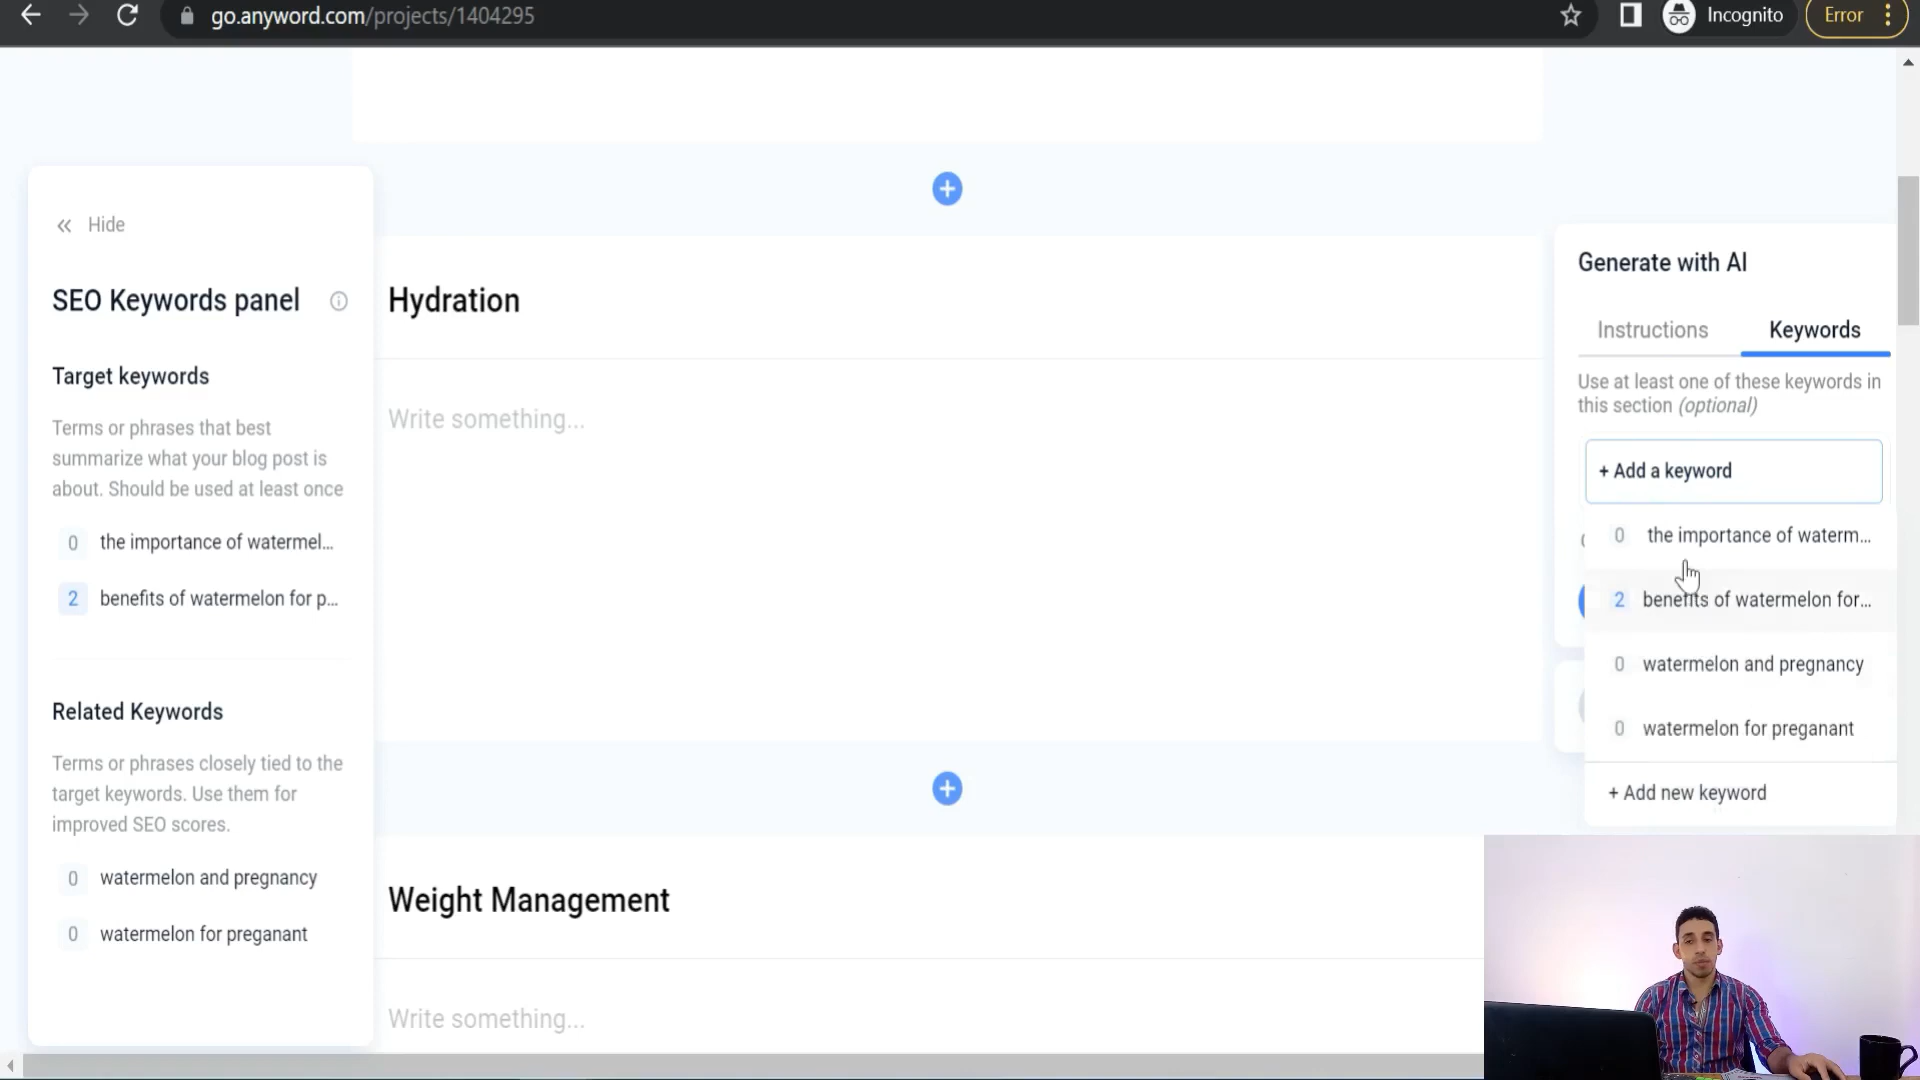 go.anyword.com/projects/1404295
Incognito
Error
Hide
SEO Keywords panel
Target keywords
Terms or phrases that best
summarize what your blog post is
about. Should be used at least once
0 the importance of watermel...
2 benefits of watermelon for p...
Related Keywords
Terms or phrases closely tied to the
target keywords. Use them for
improved SEO scores.
0 watermelon and pregnancy
0 watermelon for preganant
Hydration
Write something...
Weight Management
Write something...
Generate with AI
Instructions
Keywords
Use at least one of these keywords in
this section (optional)
+ Add a keyword
0 the importance of waterm...
2 benefits of watermelon for...
0 watermelon and pregnancy
0 watermelon for preganant
+ Add new keyword